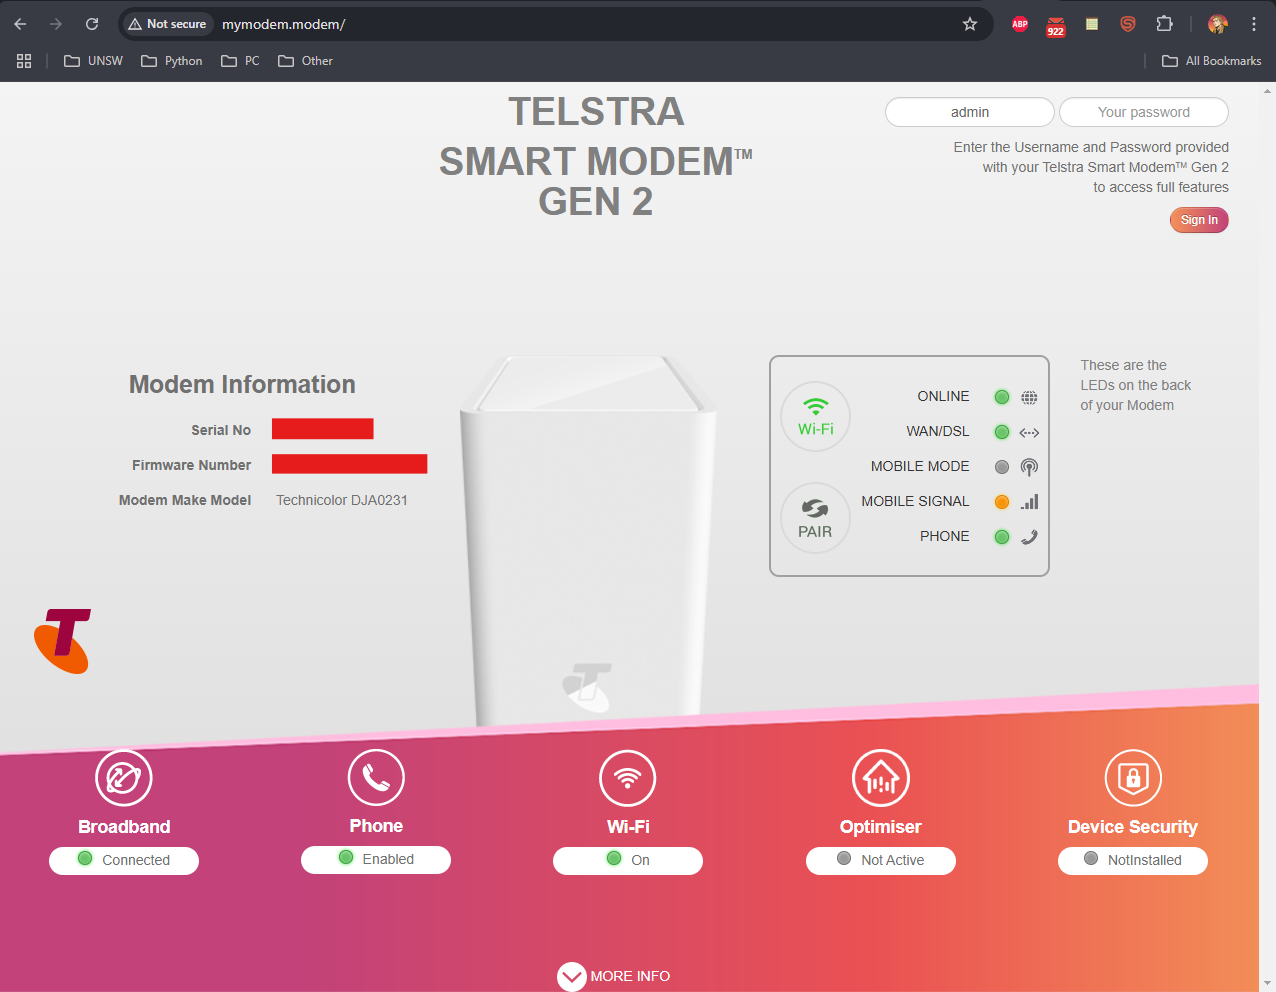 Not secure
mymodem.modem/
ABP
922
UNSW
Python
PC
Other
All Bookmarks
TELSTRA
SMART MODEM™
GEN 2
admin
Your password
Enter the Username and Password provided
with your Telstra Smart Modem™ Gen 2
to access full features
Sign In
Modem Information
Serial No
Firmware Number
Modem Make Model Technicolor DJA0231
Wi-Fi
PAIR
ONLINE
WAN/DSL
MOBILE MODE
MOBILE SIGNAL
PHONE
These are the
LEDs on the back
of your Modem
T
T
Broadband
Connected
Phone
Enabled
Wi-Fi
On
Optimiser
Not Active
Device Security
NotInstalled
MORE INFO